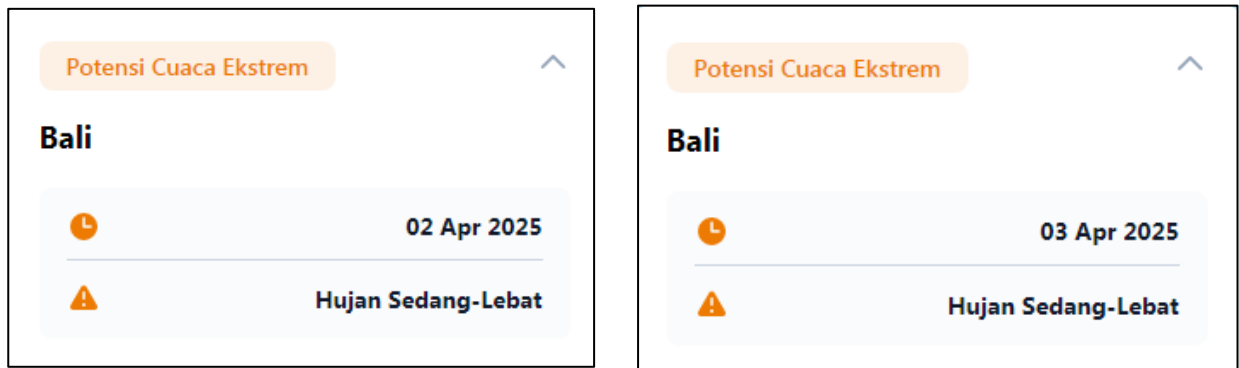 Potensi Cuaca Ekstrem
Bali
02 Apr 2025
Hujan Sedang-Lebat
Potensi Cuaca Ekstrem
Bali
03 Apr 2025
Hujan Sedang-Lebat